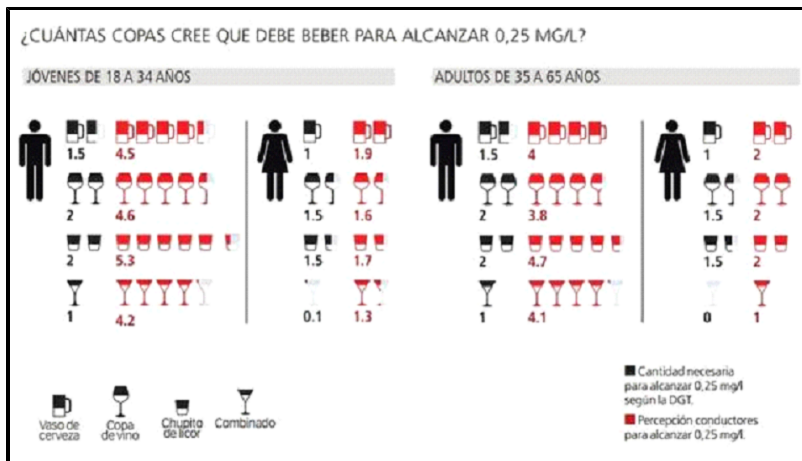 ¿CUÁNTAS COPAS CREE QUE DEBE BEBER PARA ALCANZAR 0,25 MG/L?
JÓVENES DE 18 A 34 AÑOS
1.5 4.5 1 1.9
2 4.6 1.5 1.6
2 5.3 1.5 1.7
1 4.2 0.1 1.3
ADULTOS DE 35 A 65 AÑOS
1.5 4 1 2
2 3.8 1.5 2
2 4.7 1.5 2
1 4.1 0 1
Vaso de
cerveza
Copa
de vino
Chupito
de licor
Combinado
Cantidad necesaria
para alcanzar 0,25 mg/l
según la DGT.
Percepción conductores
para alcanzar 0,25 mg/l.